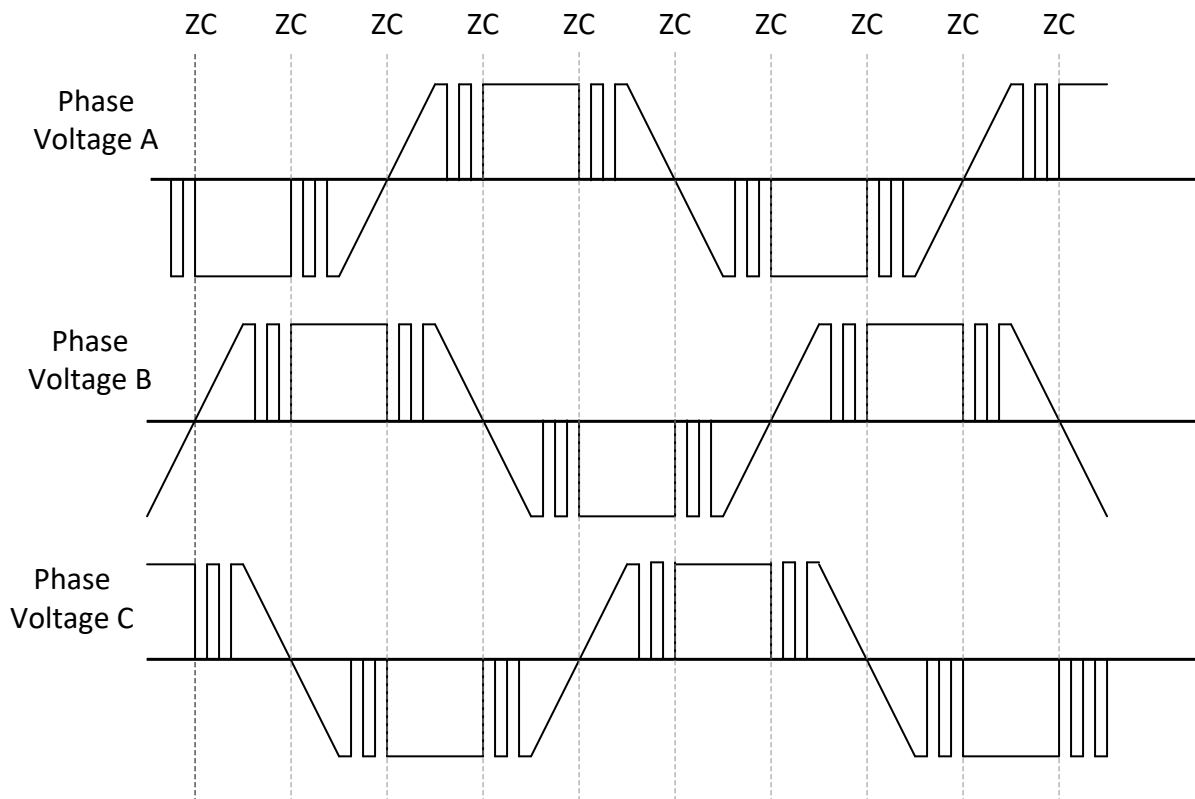 ZC ZC ZC ZC ZC ZC ZC ZC ZC ZC
Phase
Voltage A
Phase
Voltage B
Phase
Voltage C